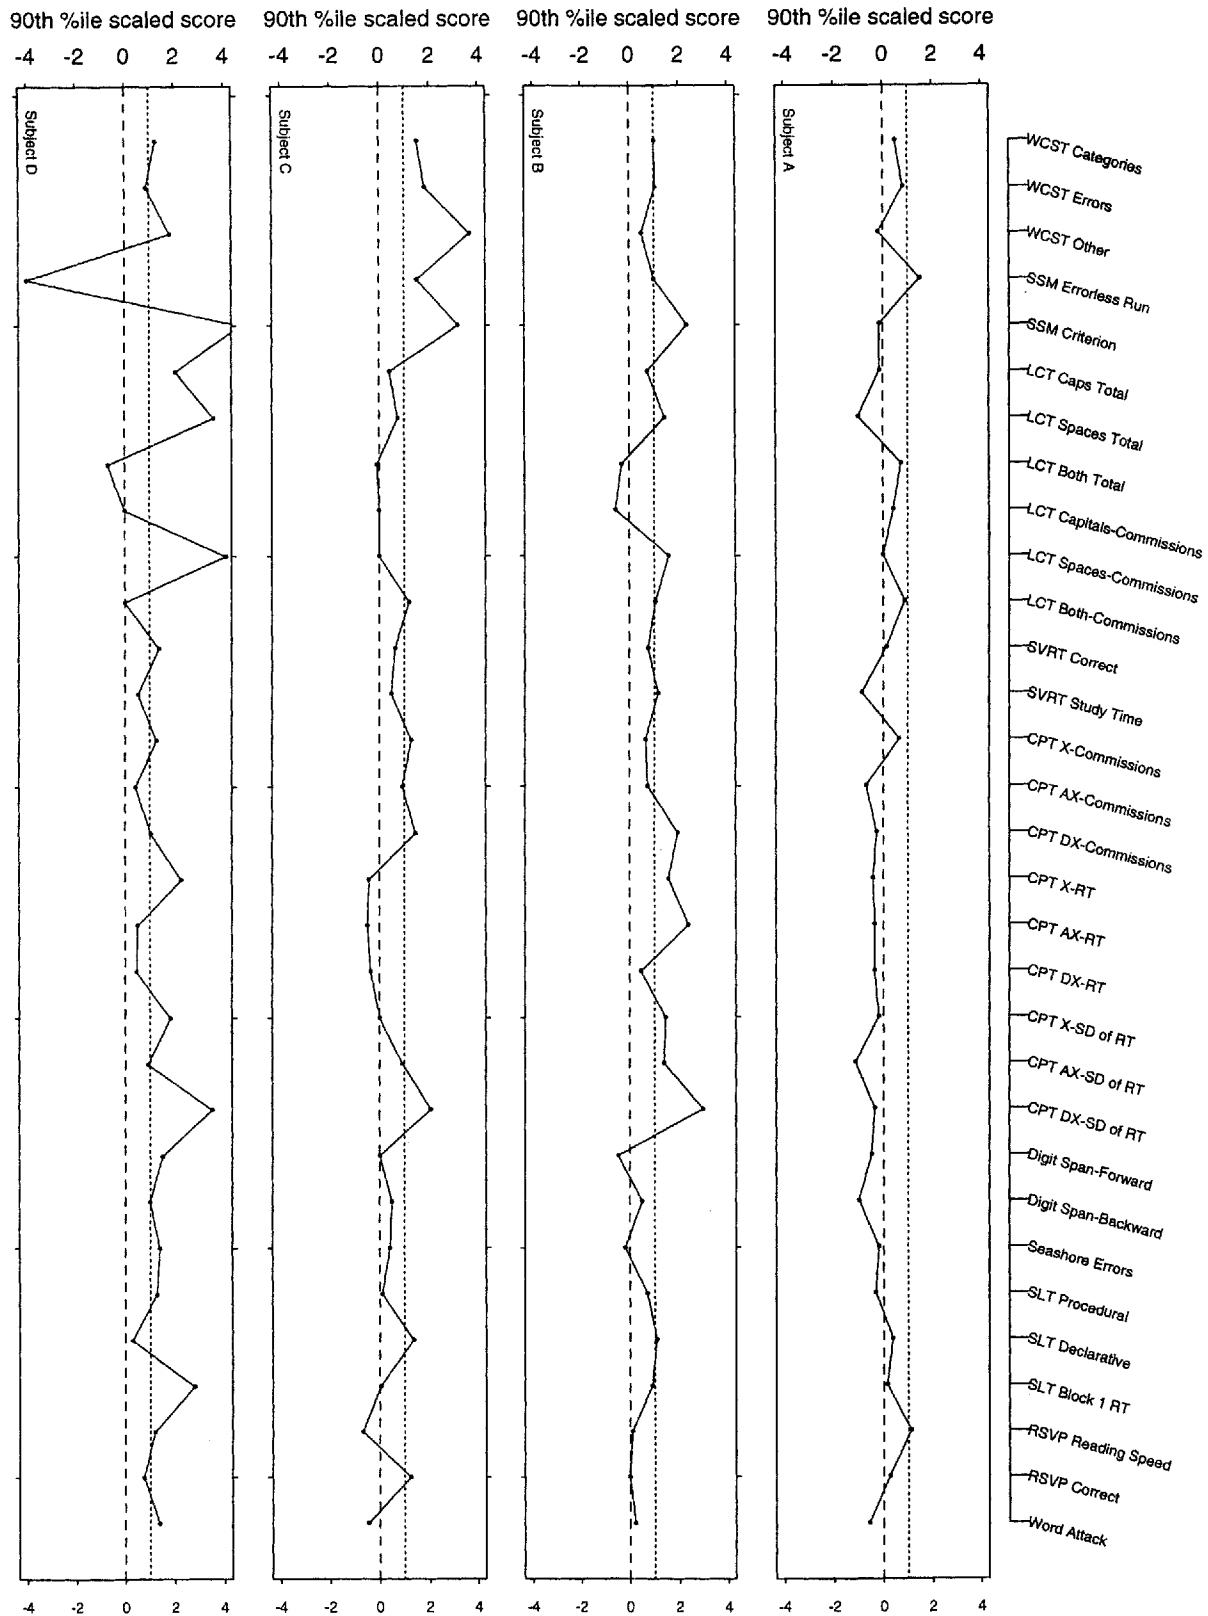 90th %ile scaled score 90th %ile scaled score 90th %ile scaled score 90th %ile scaled score
-4 -2 0 2 4 -4 -2 0 2 4 -4 -2 0 2 4 -4 -2 0 2 4
Subject D
Subject C
Subject B
Subject A
WCST Categories
WCST Errors
WCST Other
SSM Errorless Run
SSM Criterion
LCT Caps Total
LCT Spaces Total
LCT Both Total
LCT Capitals-Commissions
LCT Spaces-Commissions
LCT Both-Commissions
SVRT Correct
SVRT Study Time
CPT X-Commissions
CPT AX-Commissions
CPT DX-Commissions
CPT X-RT
CPT AX-RT
CPT DX-RT
CPT X-SD of RT
CPT AX-SD of RT
CPT DX-SD of RT
Digit Span-Forward
Digit Span-Backward
Seashore Errors
SLT Procedural
SLT Declarative
SLT Block 1 RT
RSVP Reading Speed
RSVP Correct
Word Attack
-4 -2 0 2 4 -4 -2 0 2 4 -4 -2 0 2 4 -4 -2 0 2 4